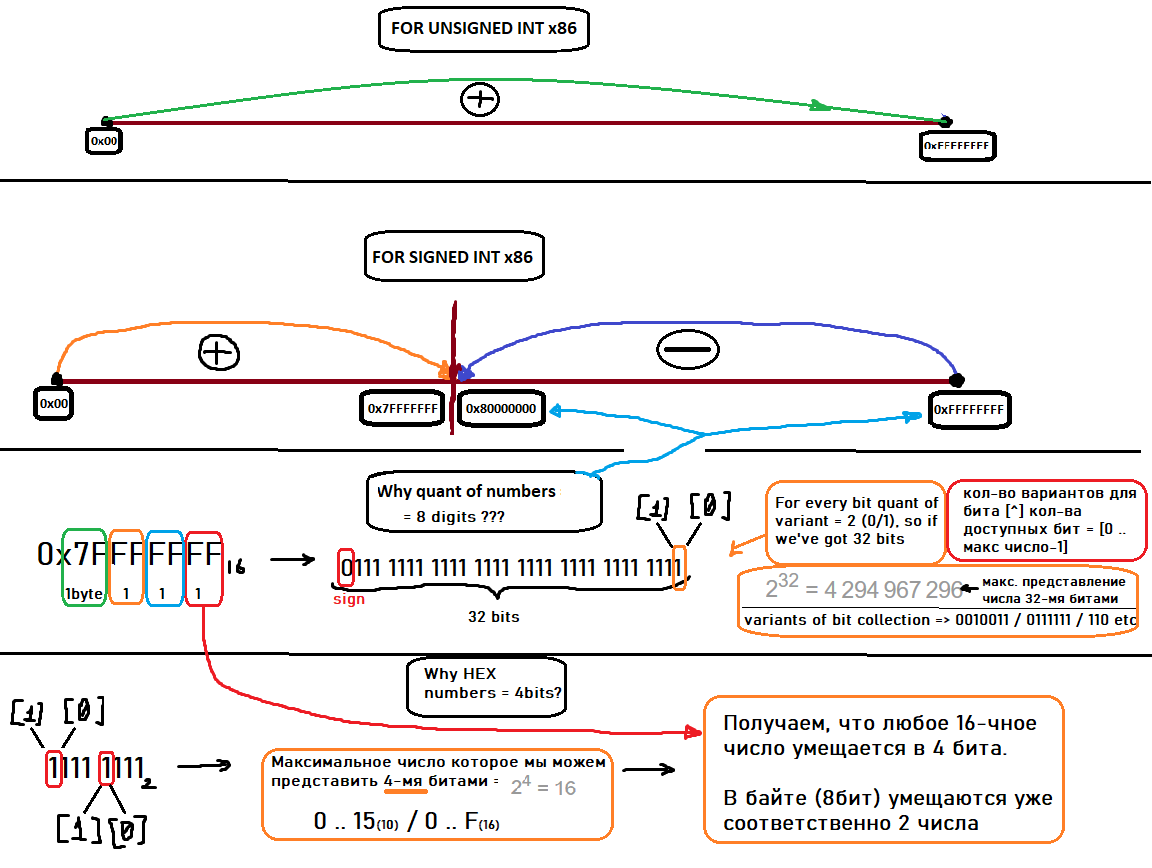 FOR UNSIGNED INT x86
+
0x00
0xFFFFFFFF
FOR SIGNED INT x86
+
—
0x00
0x7FFFFFFF
0x80000000
0xFFFFFFFF
Why quant of numbers
= 8 digits ???
0x7FFFFFFF16
1byte 1 1 1
[1] [0]
0111 1111 1111 1111 1111 1111 1111 1111
sign
32 bits
For every bit quant of
variant = 2 (0/1), so if
we've got 32 bits
кол-во вариантов для
бита [^] кол-ва
доступных бит = [0 ..
макс число-1]
2^32 = 4 294 967 296
макс. представление
числа 32-мя битами
variants of bit collection => 0010011 / 0111111 / 110 etc
Why HEX
numbers = 4bits?
[1] [0]
1111 1111 2
[1] [0]
Максимальное число которое мы можем
представить 4-мя битами = 2^4 = 16
0 .. 15(10) / 0 .. F(16)
Получаем, что любое 16-чное
число умещается в 4 бита.
В байте (8бит) умещаются уже
соответственно 2 числа